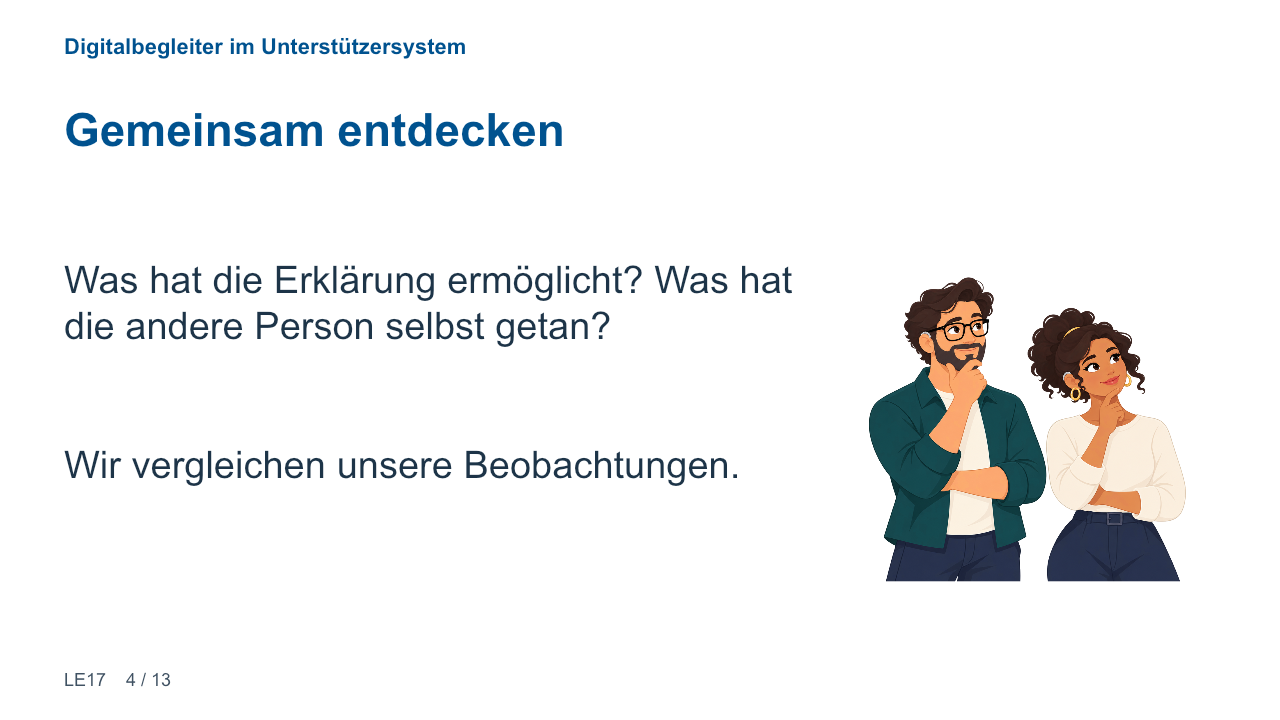 Digitalbegleiter im Unterstützersystem
Gemeinsam entdecken
Was hat die Erklärung ermöglicht? Was hat
die andere Person selbst getan?
Wir vergleichen unsere Beobachtungen.
LE17 4 / 13